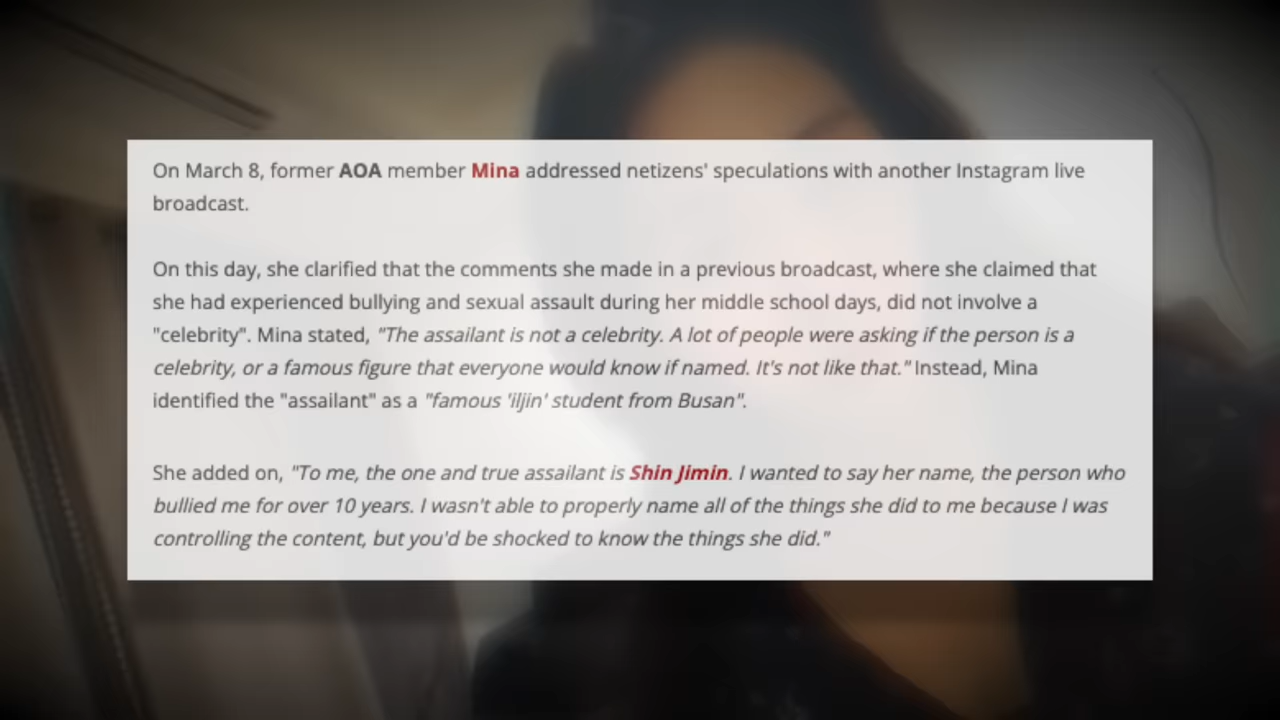 On March 8, former AOA member Mina addressed netizens' speculations with another Instagram live
broadcast.
On this day, she clarified that the comments she made in a previous broadcast, where she claimed that
she had experienced bullying and sexual assault during her middle school days, did not involve a
"celebrity". Mina stated, "The assailant is not a celebrity. A lot of people were asking if the person is a
celebrity, or a famous figure that everyone would know if named. It's not like that." Instead, Mina
identified the "assailant" as a "famous 'iljin' student from Busan".
She added on, "To me, the one and true assailant is Shin Jimin. I wanted to say her name, the person who
bullied me for over 10 years. I wasn't able to properly name all of the things she did to me because I was
controlling the content, but you'd be shocked to know the things she did."